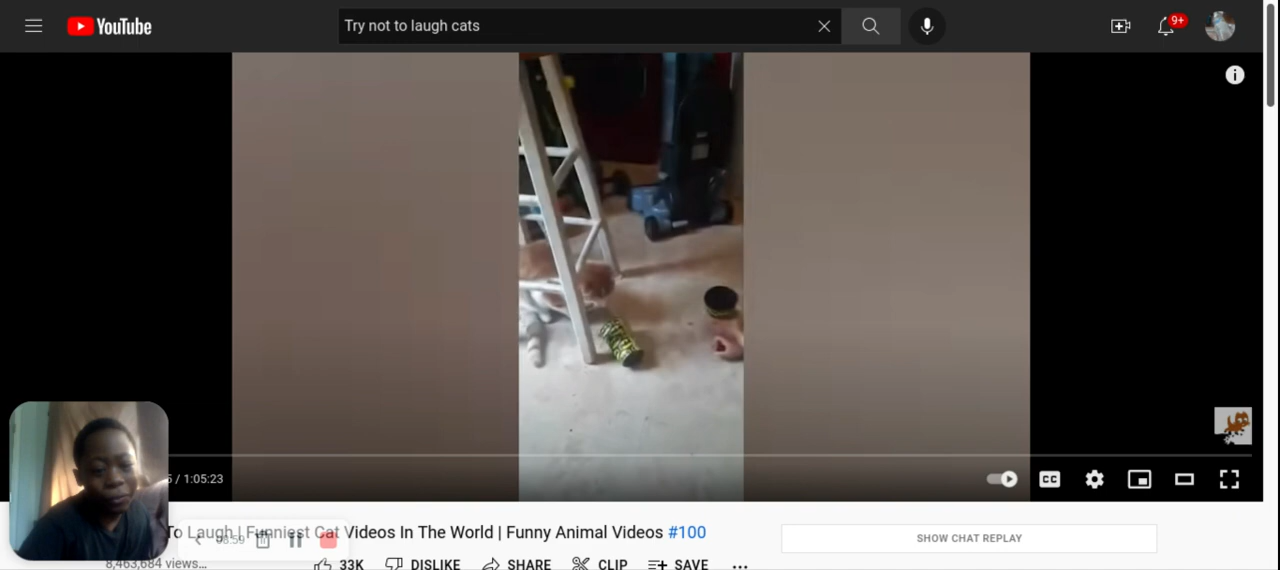 YouTube
Try not to laugh cats
9+
/ 1:05:23
CC
To Laugh | Funniest Cat Videos In The World | Funny Animal Videos #100
SHOW CHAT REPLAY
8,463,684 views...
33K
DISLIKE
SHARE
CLIP
SAVE